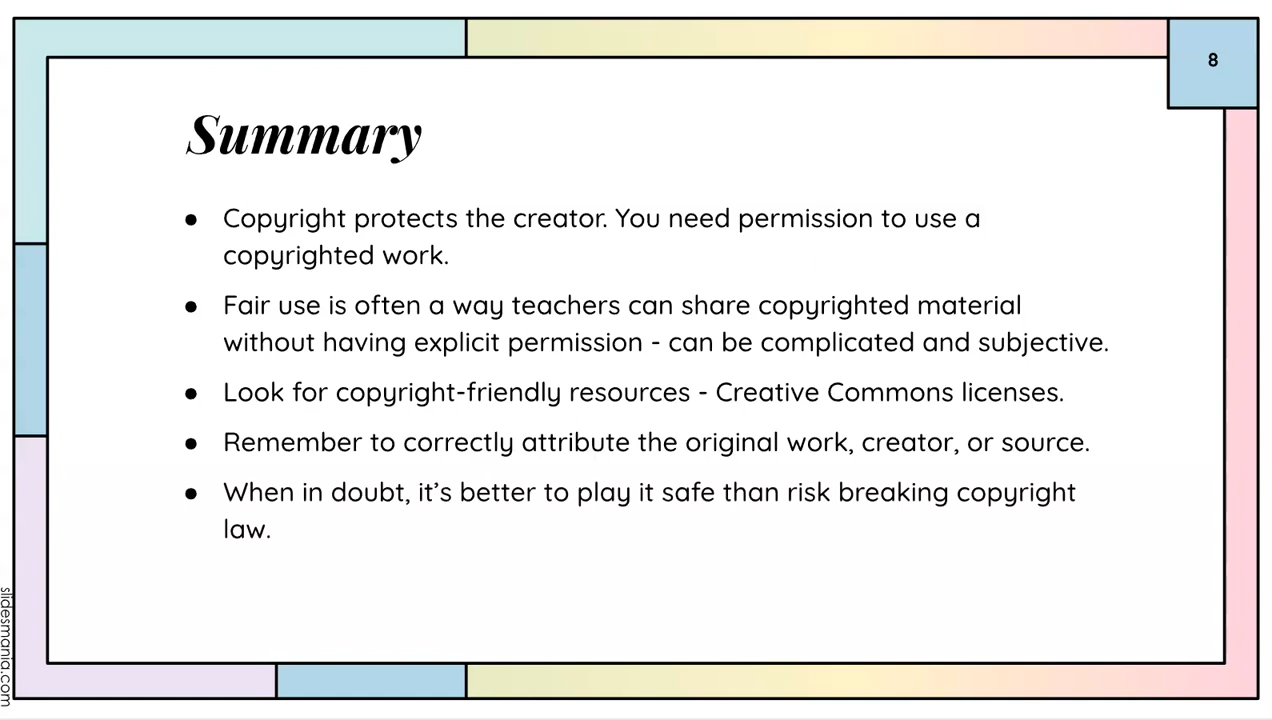 8
Summary
● Copyright protects the creator. You need permission to use a
copyrighted work.
● Fair use is often a way teachers can share copyrighted material
without having explicit permission - can be complicated and subjective.
● Look for copyright-friendly resources - Creative Commons licenses.
● Remember to correctly attribute the original work, creator, or source.
● When in doubt, it’s better to play it safe than risk breaking copyright
law.
slidesmania.com